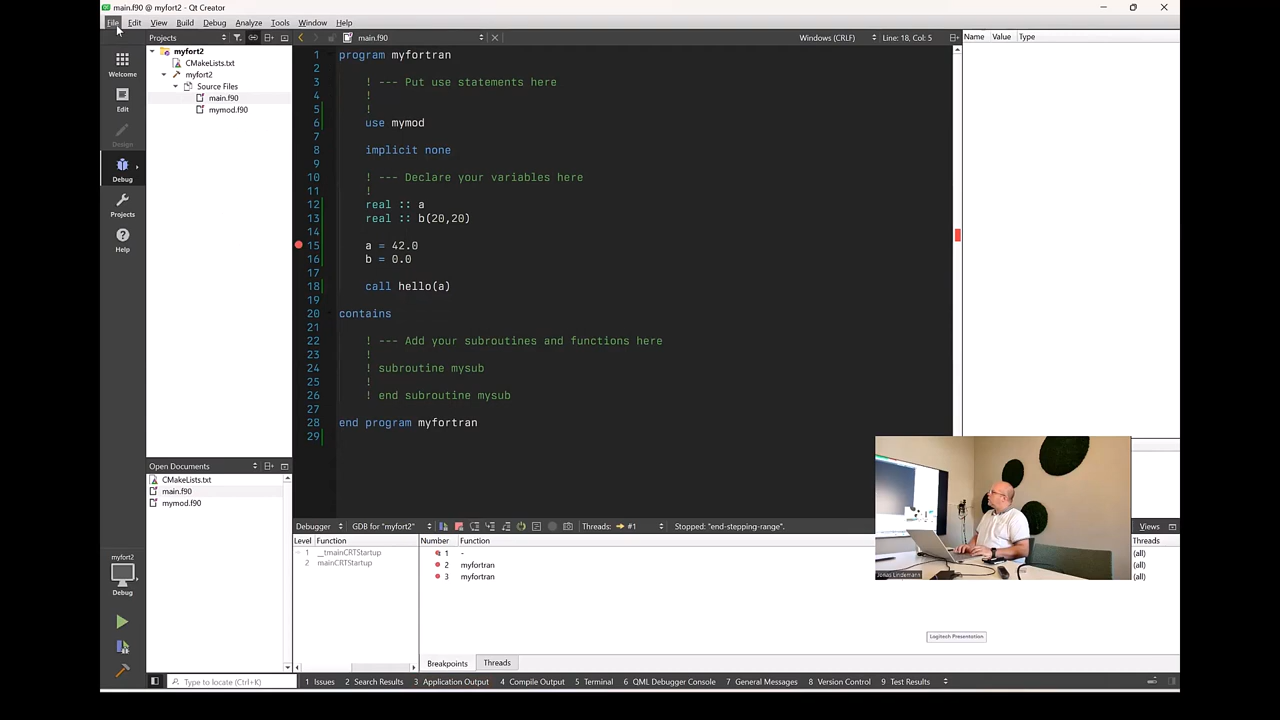 main.f90 @ myfort2 - Qt Creator
File Edit View Build Debug Analyze Tools Window Help
Projects
main.f90
Windows (CRLF)
Line: 18, Col: 5
Name Value Type
Welcome
Edit
Design
Debug
Projects
Help
myfort2
CMakeLists.txt
myfort2
Source Files
main.f90
mymod.f90
1 program myfortran
2
3 ! --- Put use statements here
4 !
5 !
6 use mymod
7
8 implicit none
9
10 ! --- Declare your variables here
11 !
12 real :: a
13 real :: b(20,20)
14
15 a = 42.0
16 b = 0.0
17
18 call hello(a)
19
20 contains
21
22 ! --- Add your subroutines and functions here
23 !
24 ! subroutine mysub
25 !
26 ! end subroutine mysub
27
28 end program myfortran
29
Open Documents
CMakeLists.txt
main.f90
mymod.f90
myfort2
Debug
Debugger
GDB for "myfort2"
Threads: #1
Stopped: "end-stepping-range".
Views
Level Function
1 __tmainCRTStartup
2 mainCRTStartup
Number Function
Threads
1 -
(all)
2 myfortran
(all)
3 myfortran
(all)
Jonas Lindemann
Logitech Presentation
Breakpoints
Threads
Type to locate (Ctrl+K)
1 Issues
2 Search Results
3 Application Output
4 Compile Output
5 Terminal
6 QML Debugger Console
7 General Messages
8 Version Control
9 Test Results